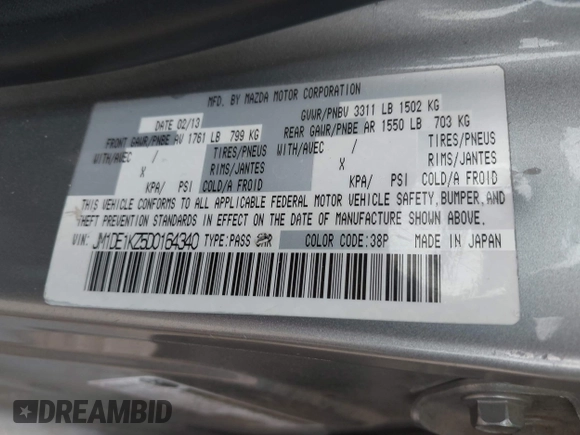 MFD. BY MAZDA MOTOR CORPORATION
DATE 02/13 GVWR/PNBV 3311 LB 1502 KG
FRONT GAWR/PNBE AV 1761 LB 799 KG REAR GAWR/PNBE AR 1550 LB 703 KG
WITH/AVEC / TIRES/PNEUS WITH/AVEC / TIRES/PNEUS
X RIMS/JANTES X RIMS/JANTES
KPA/ PSI COLD/A FROID KPA/ PSI COLD/A FROID
THIS VEHICLE CONFORMS TO ALL APPLICABLE FEDERAL MOTOR VEHICLE SAFETY, BUMPER, AND
THEFT PREVENTION STANDARDS IN EFFECT ON THE DATE OF MANUFACTURE SHOWN ABOVE.
VIN: JM1DE1KZ5D0164340 TYPE:PASS CAR COLOR CODE:38P MADE IN JAPAN
DREAMBID